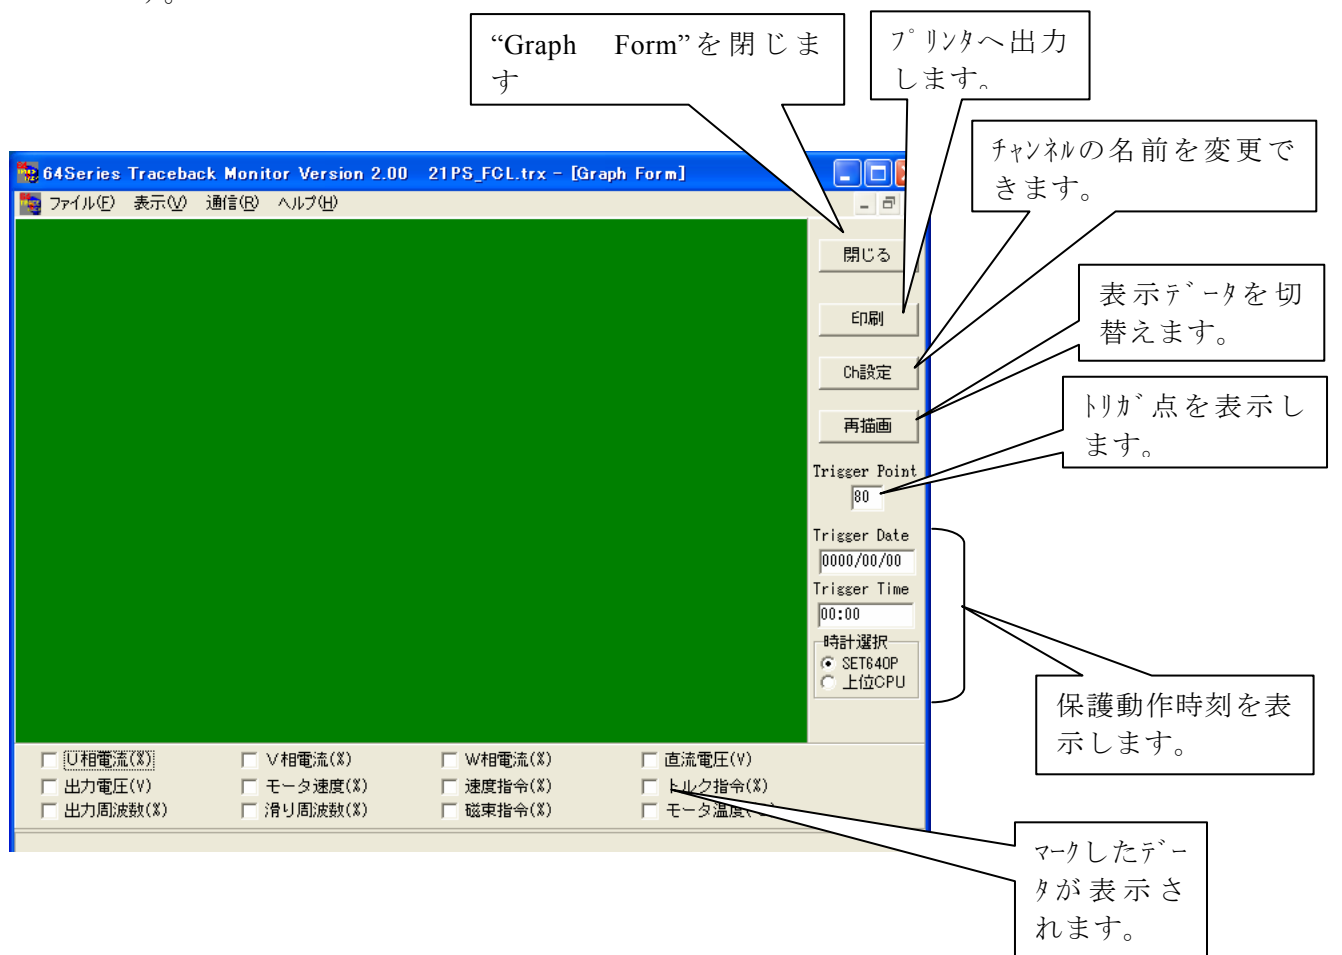 す。
“Graph Form”を閉じま
す
ﾌﾟﾘﾝﾀへ出力
します。
ﾁｬﾝﾈﾙの名前を変更で
きます。
64Series Traceback Monitor Version 2.00 21PS_FCL.trx - [Graph Form]
ファイル(F) 表示(V) 通信(R) ヘルプ(H)
閉じる
印刷
表示ﾃﾞｰﾀを切
替えます。
Ch設定
再描画
ﾄﾘｶﾞ点を表示し
ます。
Trigger Point
80
Trigger Date
0000/00/00
Trigger Time
00:00
時計選択
SET640P
上位CPU
保護動作時刻を表
示します。
U相電流(%) V相電流(%) W相電流(%) 直流電圧(V)
出力電圧(V) モータ速度(%) 速度指令(%) トルク指令(%)
出力周波数(%) 滑り周波数(%) 磁束指令(%) モータ温度
ﾏｰｸしたﾃﾞｰ
ﾀが表示さ
れます。